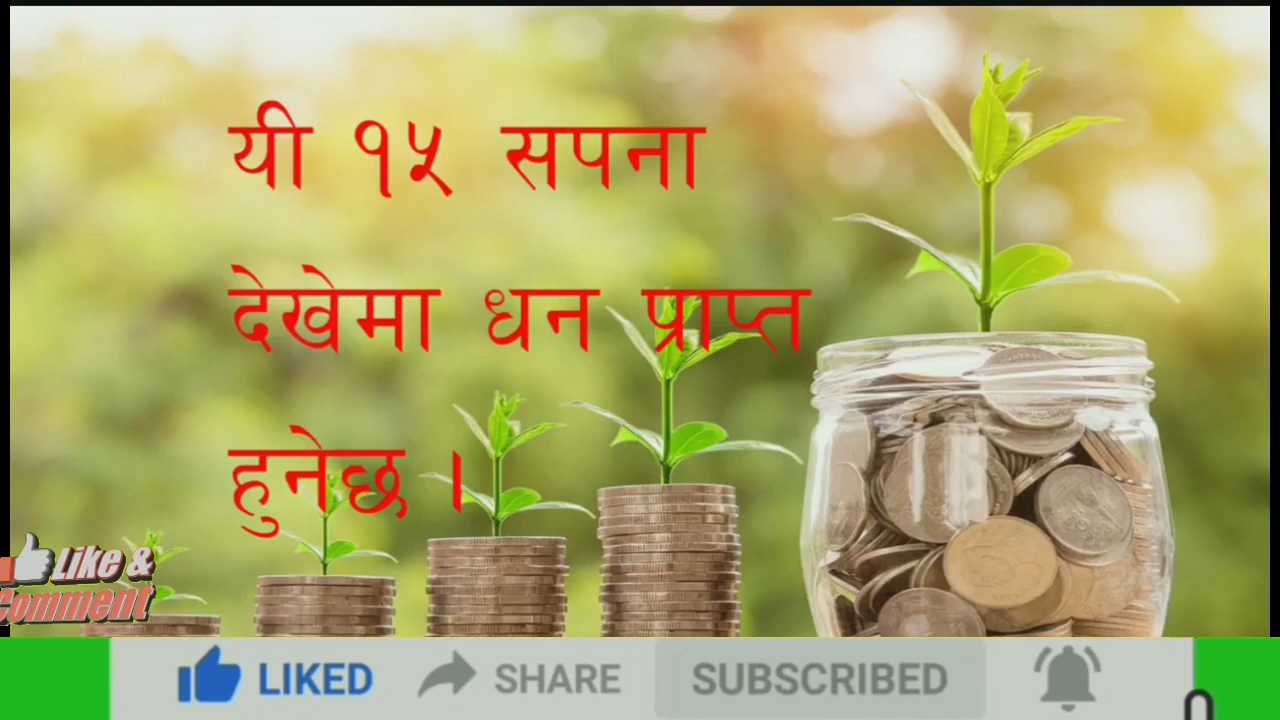 यी १५ सपना
देखेमा धन प्राप्त
हुनेछ ।
Like &
Comment
LIKED SHARE SUBSCRIBED